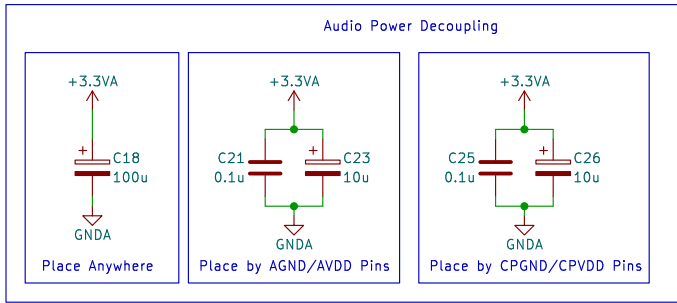 Audio Power Decoupling
+3.3VA
+
C18
100u
GNDA
Place Anywhere
+3.3VA
C21
0.1u
+
C23
10u
GNDA
Place by AGND/AVDD Pins
+3.3VA
C25
0.1u
+
C26
10u
GNDA
Place by CPGND/CPVDD Pins